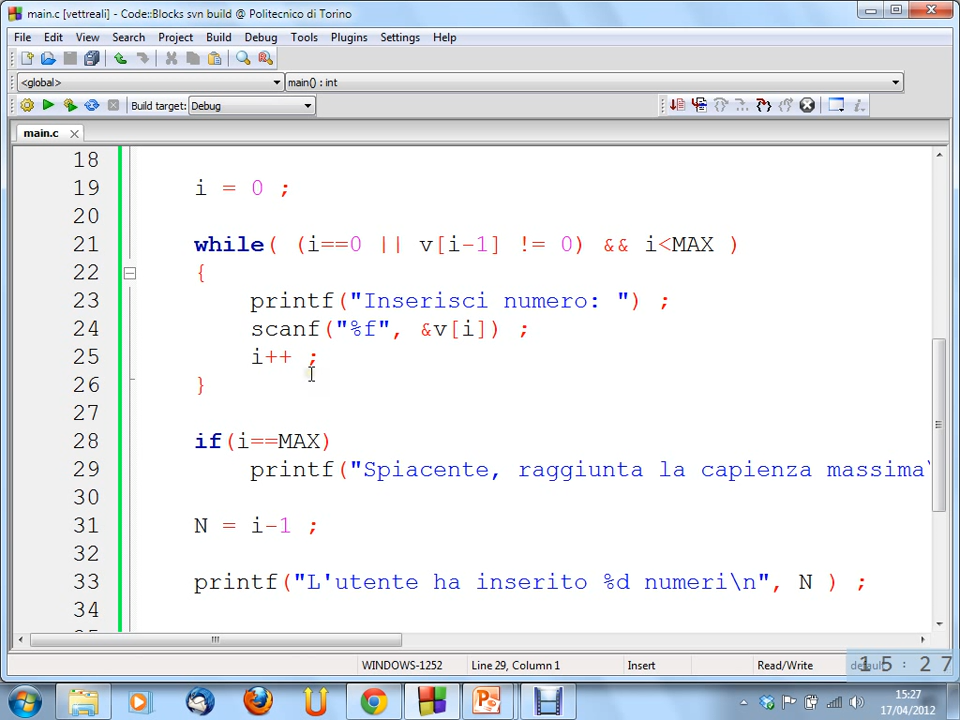 main.c [vettreali] - Code::Blocks svn build @ Politecnico di Torino
File Edit View Search Project Build Debug Tools Plugins Settings Help
<global> main() : int
Build target: Debug
main.c
18
19 i = 0 ;
20
21 while( (i==0 || v[i-1] != 0) && i<MAX )
22 {
23 printf("Inserisci numero: ") ;
24 scanf("%f", &v[i]) ;
25 i++ ;
26 }
27
28 if(i==MAX)
29 printf("Spiacente, raggiunta la capienza massima\
30
31 N = i-1 ;
32
33 printf("L'utente ha inserito %d numeri\n", N ) ;
34
WINDOWS-1252 Line 29, Column 1 Insert Read/Write default
15:27
15:27
17/04/2012